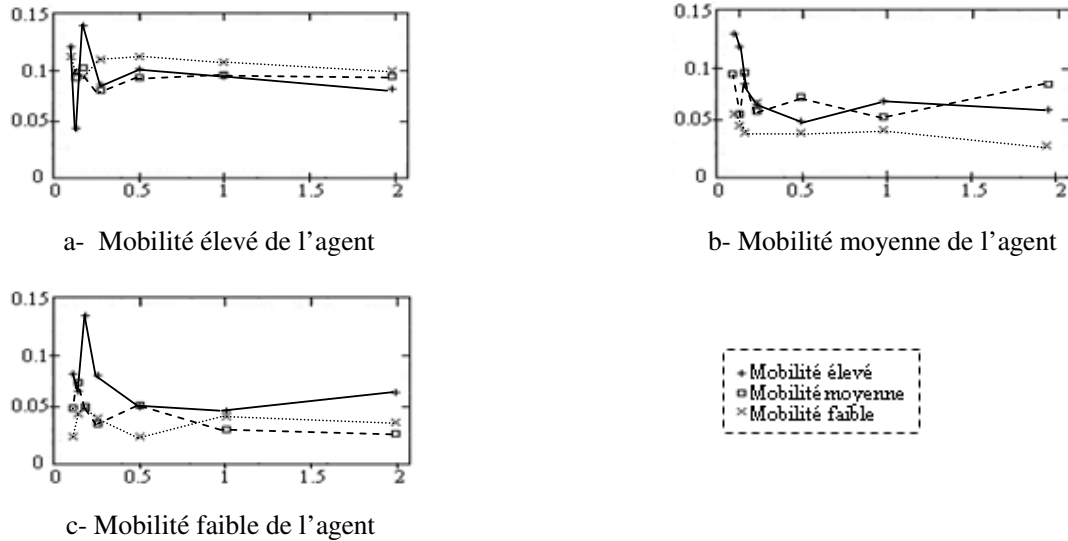 0.15
0.1
0.05
0
0 0.5 1 1.5 2
a- Mobilité élevé de l'agent
0.15
0.1
0.05
0
0 0.5 1 1.5 2
b- Mobilité moyenne de l'agent
0.15
0.1
0.05
0
0 0.5 1 1.5 2
c- Mobilité faible de l'agent
Mobilité élevé
Mobilité moyenne
Mobilité faible